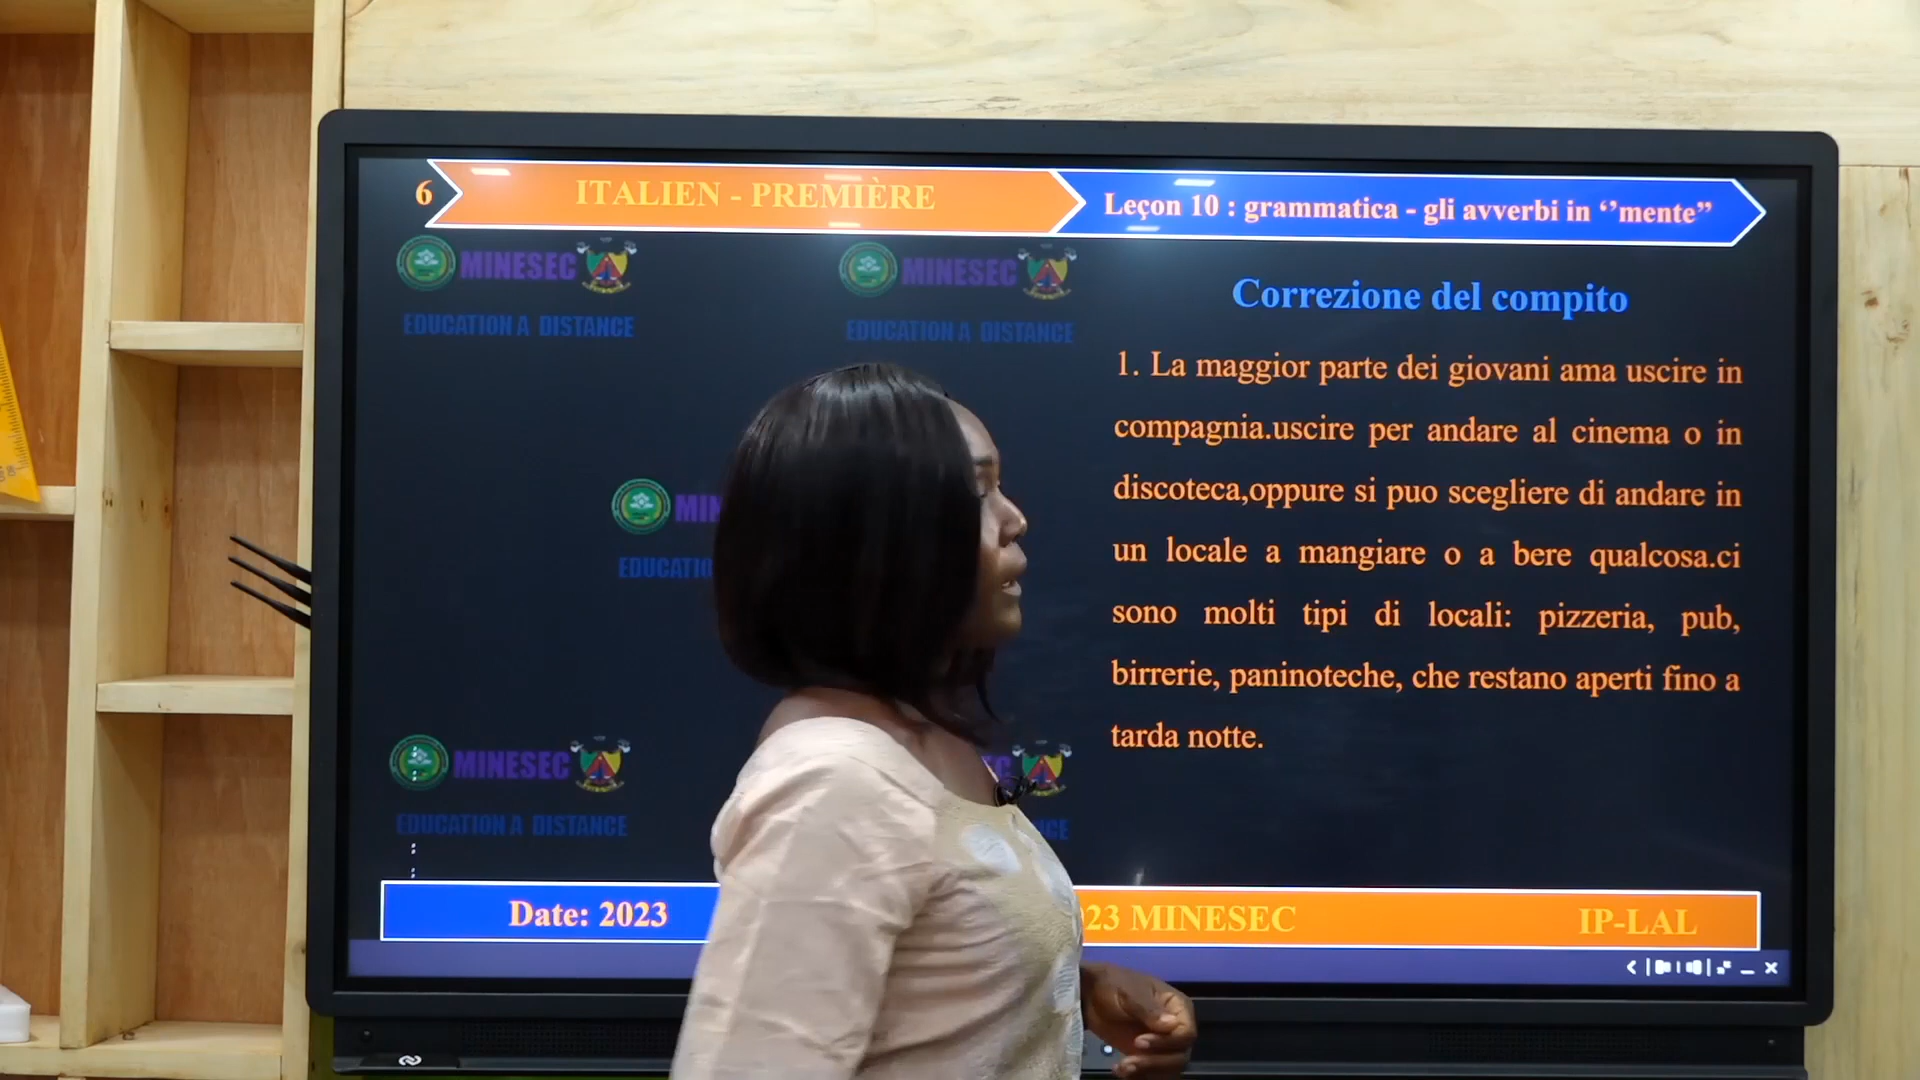 6
ITALIEN - PREMIÈRE
Leçon 10 : grammatica - gli avverbi in ‘’mente”
MINESEC
EDUCATION A DISTANCE
MINESEC
EDUCATION A DISTANCE
Correzione del compito
1. La maggior parte dei giovani ama uscire in
compagnia.uscire per andare al cinema o in
discoteca,oppure si puo scegliere di andare in
un locale a mangiare o a bere qualcosa.ci
sono molti tipi di locali: pizzeria, pub,
birrerie, paninoteche, che restano aperti fino a
tarda notte.
MINESEC
EDUCATION A DISTANCE
Date: 2023
23 MINESEC
IP-LAL